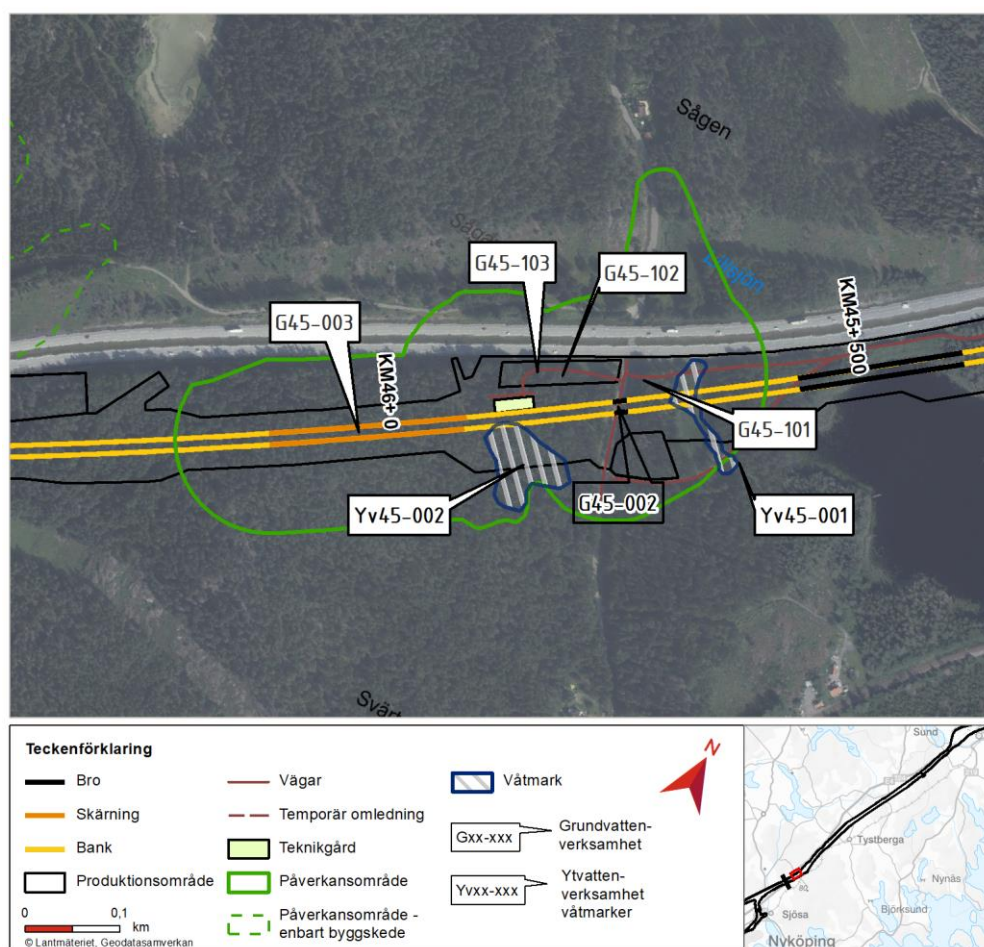 Sågen
Lillsjön
G45-103
G45-102
G45-003
KM45+ 500
KM46+ 0
G45-101
Yv45-002
G45-002
Yv45-001
Svärt
Teckenförklaring
Bro
Skärning
Bank
Produktionsområde
0 0,1
km
© Lantmäteriet, Geodatasamverkan
Vägar
Temporär omledning
Teknikgård
Påverkansområde
Påverkansområde -
enbart byggskede
Våtmark
Gxx-xxx
Grundvatten-
verksamhet
Yvxx-xxx
Ytvatten-
verksamhet
våtmarker
N
Sund
Tystberga
Nynäs
Sjösa
Björksund
Nyköping